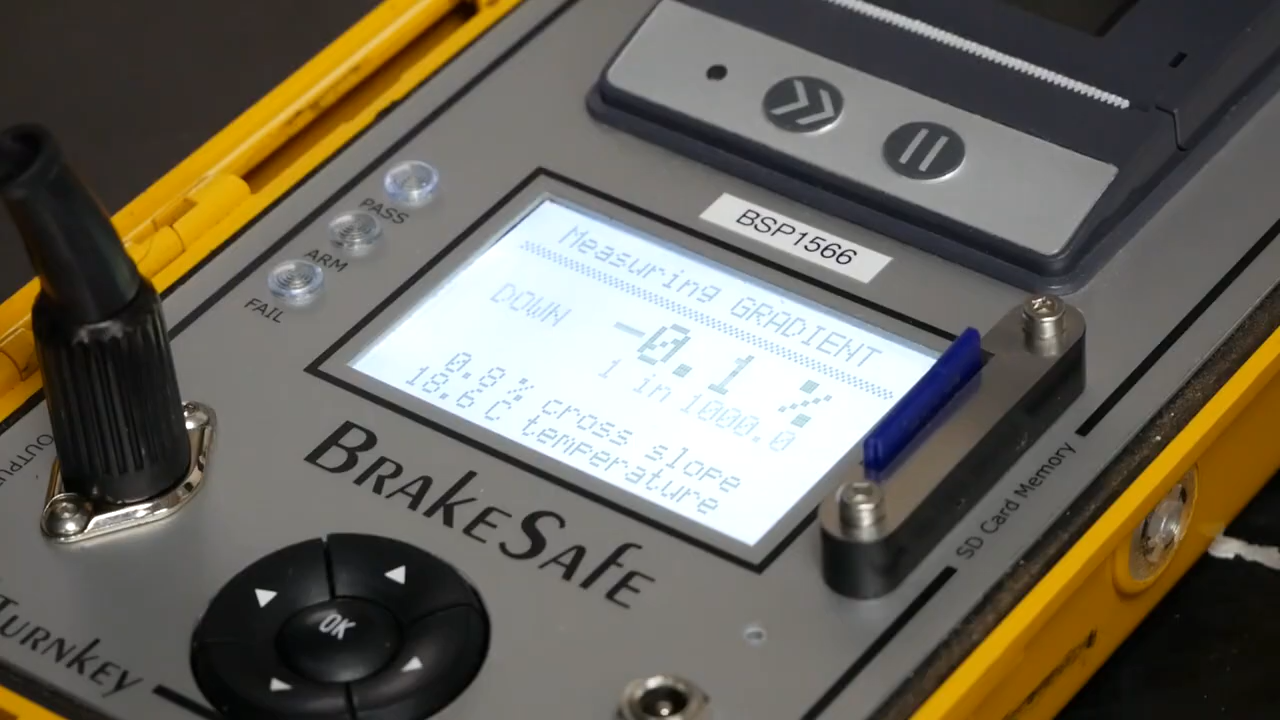 PASS
ARM
FAIL
BSP1566
Measuring GRADIENT
DOWN -0.1 %
1 in 1000.0
0.8 % cross slope
18.6°C temperature
BRAKESAFE
SD Card Memory
OK
TURNKEY